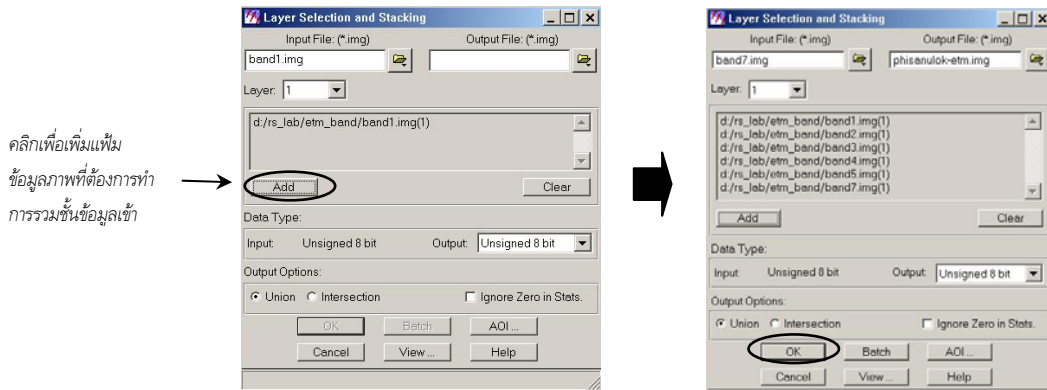 Layer Selection and Stacking
Input File: (*.img)
Output File: (*.img)
band1.img
Layer: 1
d:/rs_lab/etm_band/band1.img(1)
Add
Clear
Data Type:
Input: Unsigned 8 bit
Output: Unsigned 8 bit
Output Options:
Union
Intersection
Ignore Zero in Stats.
OK
Batch
AOI ...
Cancel
View ...
Help
คลิกเพื่อเพิ่มแฟ้ม
ข้อมูลภาพที่ต้องการทำ
การรวมชั้นข้อมูลเข้า
Layer Selection and Stacking
Input File: (*.img)
Output File: (*.img)
band7.img
phisanulok-etm.img
Layer: 1
d:/rs_lab/etm_band/band1.img(1)
d:/rs_lab/etm_band/band2.img(1)
d:/rs_lab/etm_band/band3.img(1)
d:/rs_lab/etm_band/band4.img(1)
d:/rs_lab/etm_band/band5.img(1)
d:/rs_lab/etm_band/band7.img(1)
Add
Clear
Data Type:
Input: Unsigned 8 bit
Output: Unsigned 8 bit
Output Options:
Union
Intersection
Ignore Zero in Stats.
OK
Batch
AOI ...
Cancel
View ...
Help